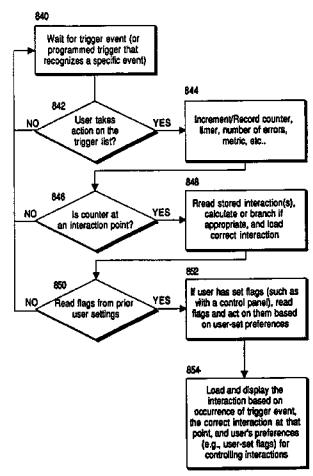 840
Wait for trigger event (or
programmed trigger that
recognizes a specific event)
842
NO
User takes
action on the
trigger list?
YES
844
Increment/Record counter,
timer, number of errors,
metric, etc..
846
NO
Is counter at
an interaction point?
YES
848
Rread stored interaction(s),
calculate or branch if
appropriate, and load
correct interaction
850
NO
Read flags from prior
user settings
YES
852
If user has set flags (such as
with a control panel), read
flags and act on them based
on user-set preferences
854
Load and display the
interaction based on
occurrence of trigger event,
the correct interaction at that
point, and user's preferences
(e.g., user-set flags) for
controlling interactions